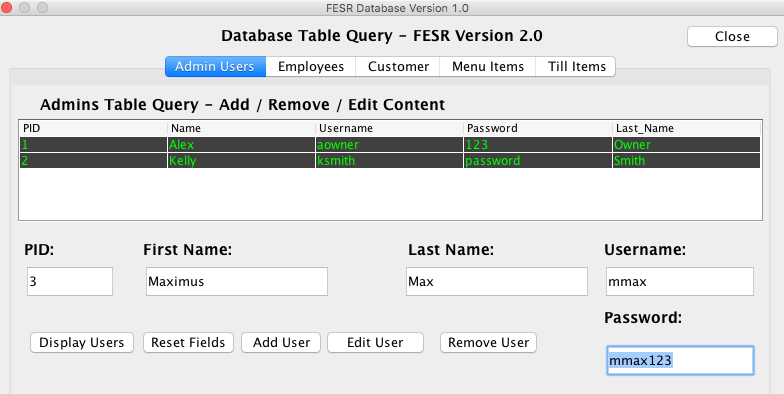 FESR Database Version 1.0
Database Table Query - FESR Version 2.0
Close
Admin Users Employees Customer Menu Items Till Items
Admins Table Query - Add / Remove / Edit Content
PID Name Username Password Last_Name
1 Alex aowner 123 Owner
2 Kelly ksmith password Smith
PID: First Name: Last Name: Username:
3 Maximus Max mmax
Password:
Display Users Reset Fields Add User Edit User Remove User
mmax123